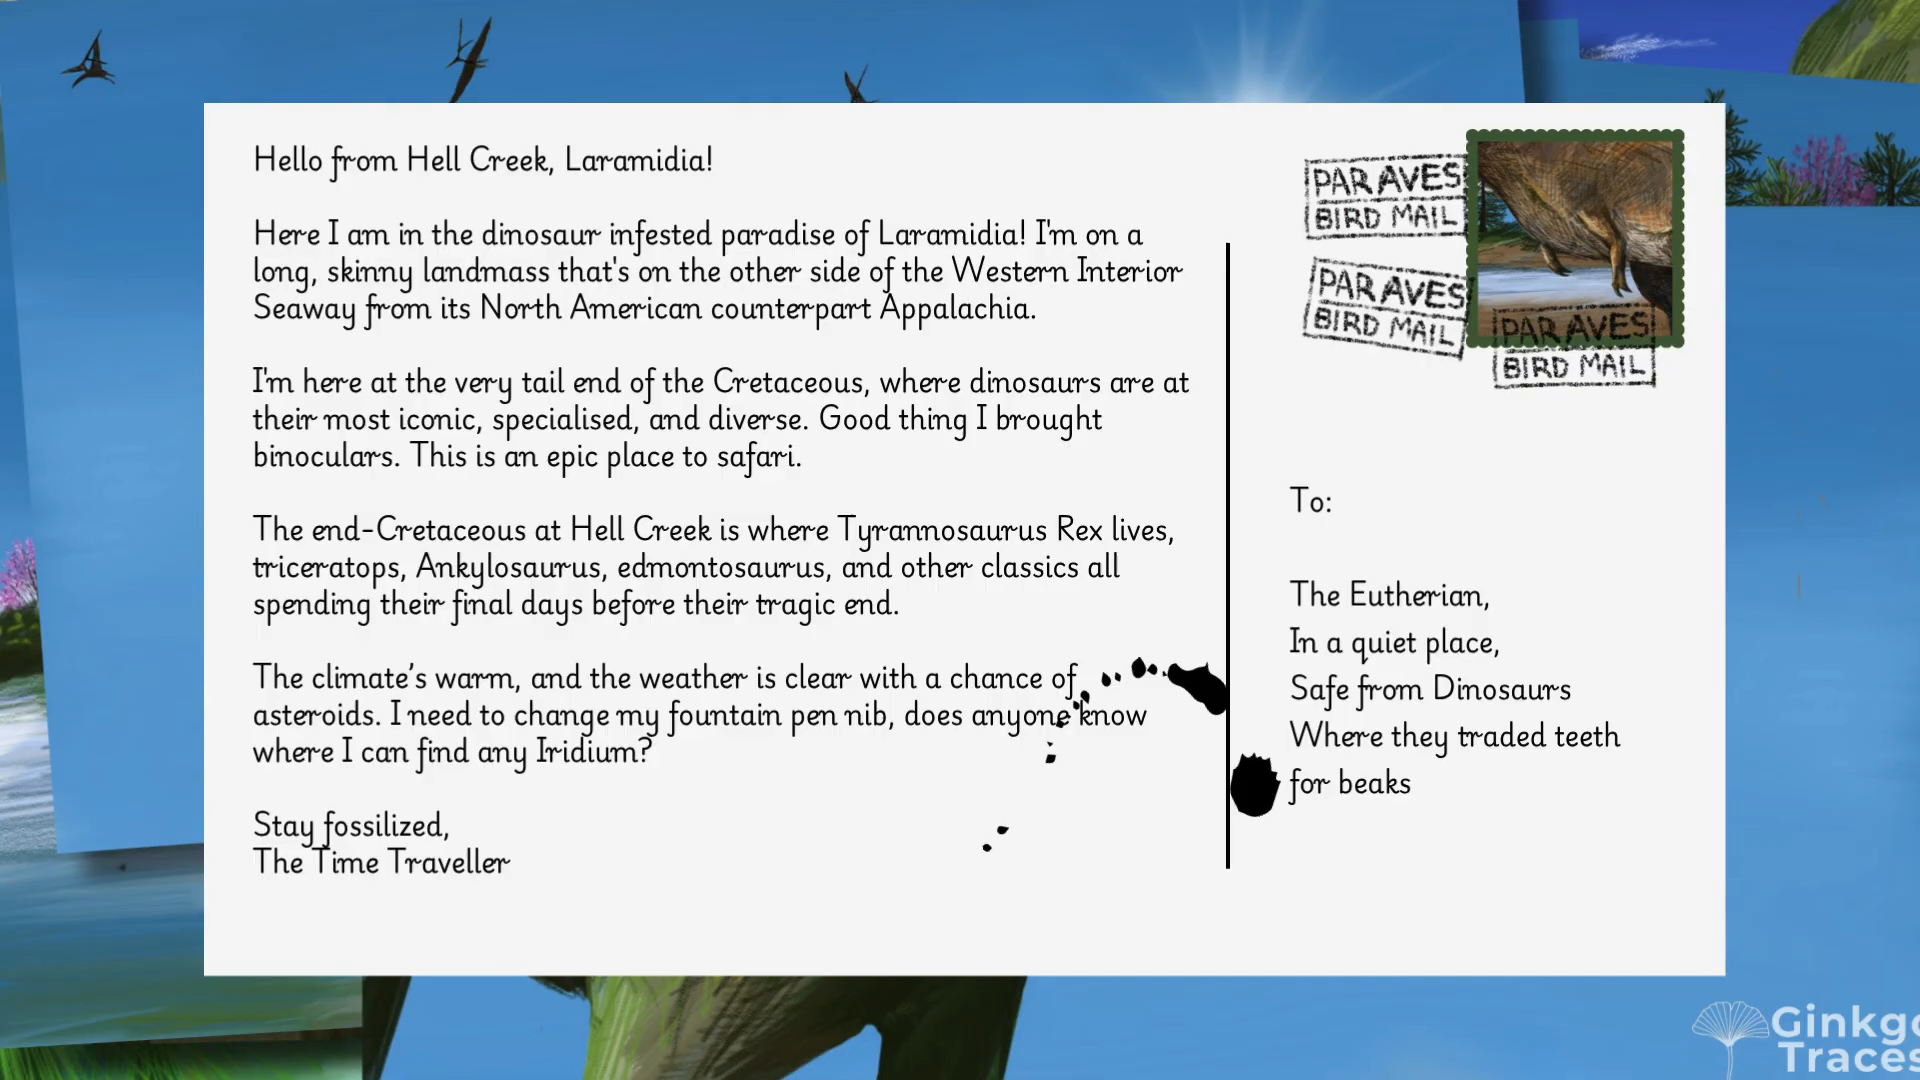 Hello from Hell Creek, Laramidia!
Here I am in the dinosaur infested paradise of Laramidia! I'm on a
long, skinny landmass that's on the other side of the Western Interior
Seaway from its North American counterpart Appalachia.
I'm here at the very tail end of the Cretaceous, where dinosaurs are at
their most iconic, specialised, and diverse. Good thing I brought
binoculars. This is an epic place to safari.
The end-Cretaceous at Hell Creek is where Tyrannosaurus Rex lives,
triceratops, Ankylosaurus, edmontosaurus, and other classics all
spending their final days before their tragic end.
The climate’s warm, and the weather is clear with a chance of
asteroids. I need to change my fountain pen nib, does anyone know
where I can find any Iridium?
Stay fossilized,
The Time Traveller
PAR AVES
BIRD MAIL
PAR AVES
BIRD MAIL
PAR AVES
BIRD MAIL
To:
The Eutherian,
In a quiet place,
Safe from Dinosaurs
Where they traded teeth
for beaks
Ginkgo
Traces